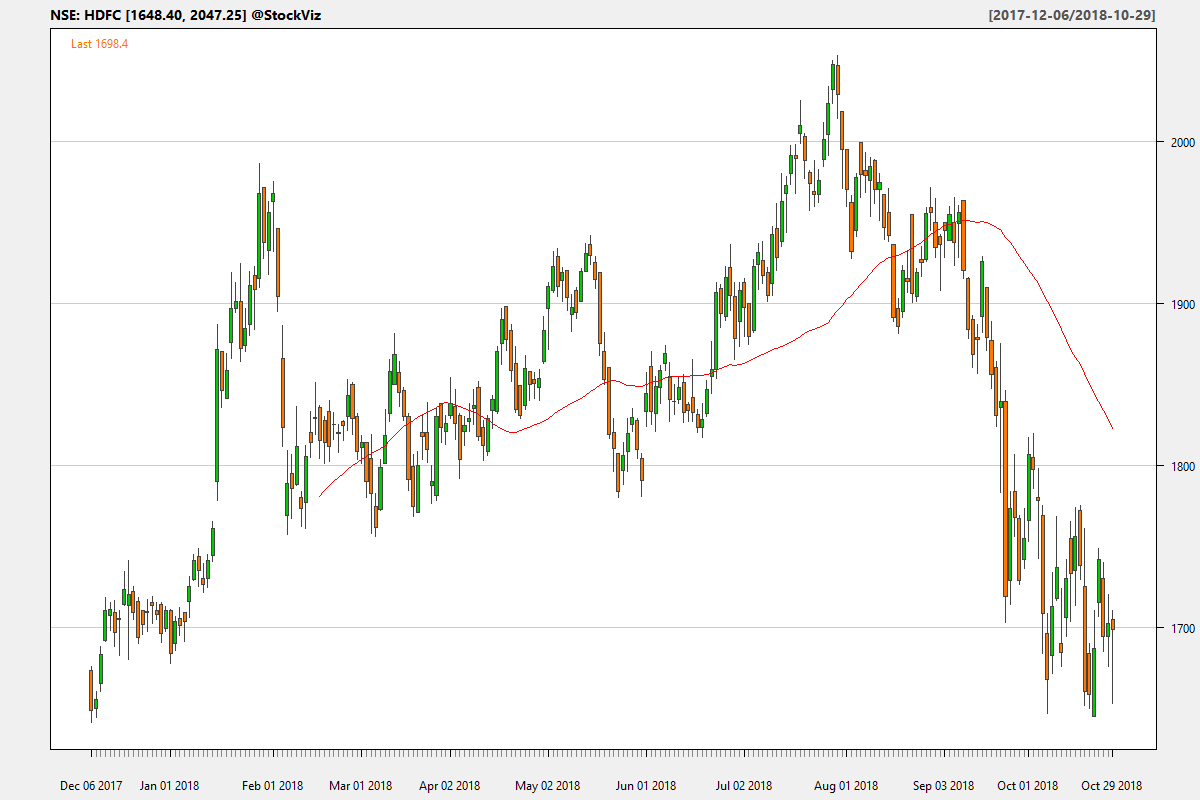 NSE: HDFC [1648.40, 2047.25] @StockViz [2017-12-06/2018-10-29]
Last 1698.4
2000
1900
1800
1700
Dec 06 2017 Jan 01 2018 Feb 01 2018 Mar 01 2018 Apr 02 2018 May 02 2018 Jun 01 2018 Jul 02 2018 Aug 01 2018 Sep 03 2018 Oct 01 2018 Oct 29 2018